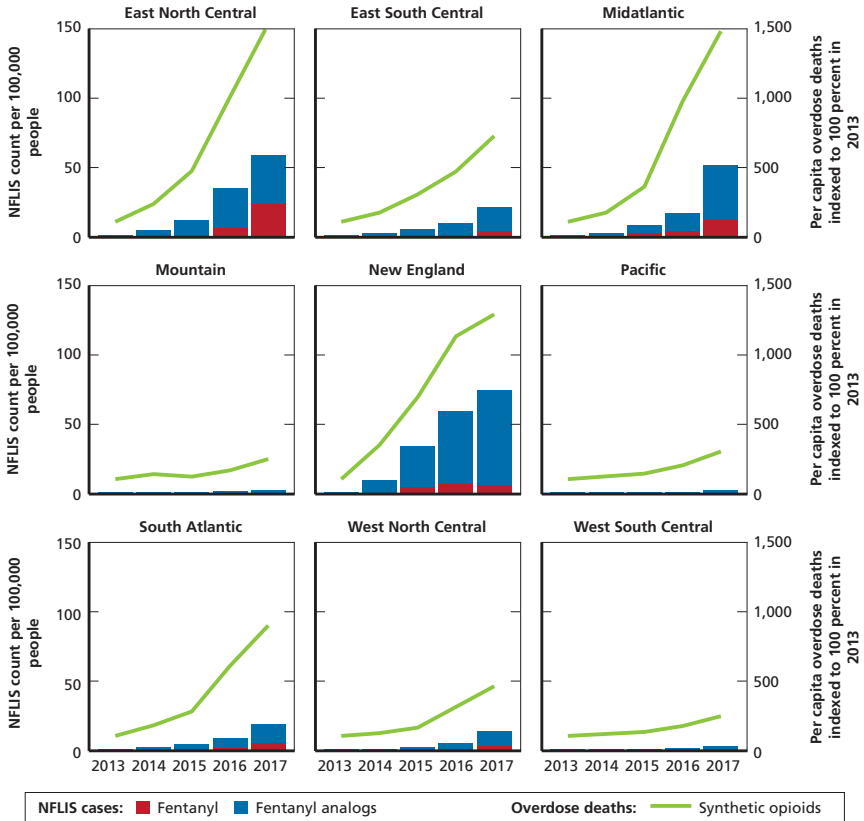 East North Central
East South Central
Midatlantic
NFLIS count per 100,000
people
150
100
50
0
1,500
1,000
500
0
Per capita overdose deaths
indexed to 100 percent in
2013
Mountain
New England
Pacific
NFLIS count per 100,000
people
150
100
50
0
1,500
1,000
500
0
Per capita overdose deaths
indexed to 100 percent in
2013
South Atlantic
West North Central
West South Central
NFLIS count per 100,000
people
150
100
50
0
1,500
1,000
500
0
Per capita overdose deaths
indexed to 100 percent in
2013
2013 2014 2015 2016 2017
2013 2014 2015 2016 2017
2013 2014 2015 2016 2017
NFLIS cases: Fentanyl Fentanyl analogs Overdose deaths: Synthetic opioids